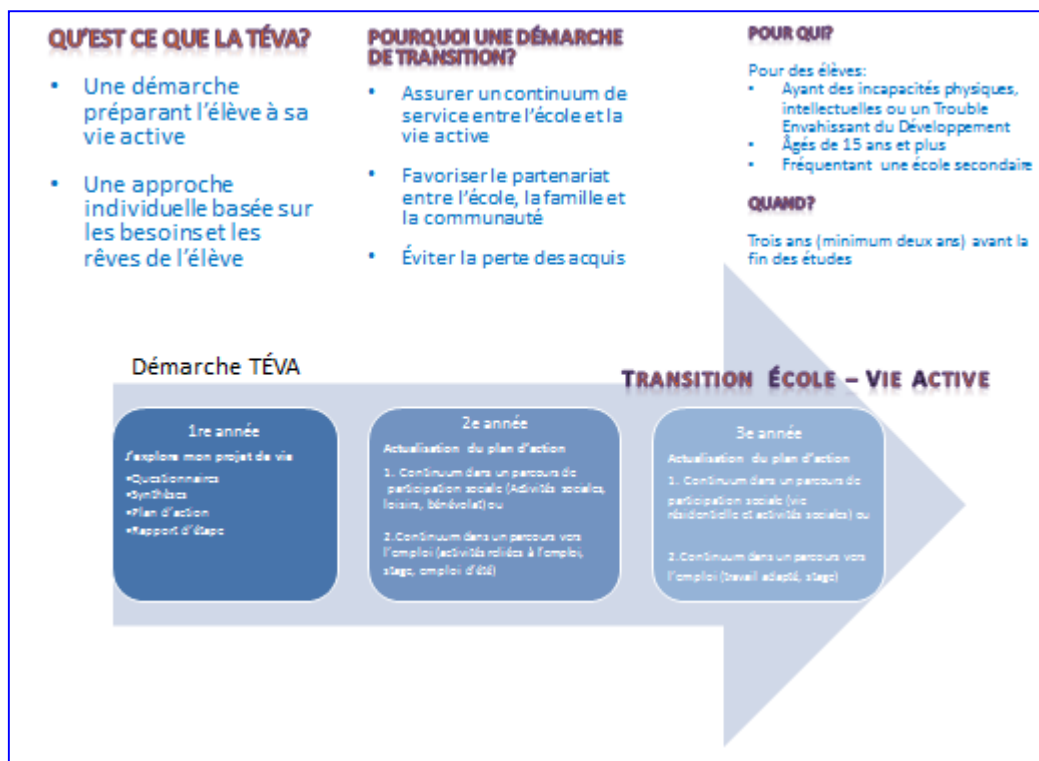 QU'EST CE QUE LA TÉVA?
• Une démarche
préparant l'élève à sa
vie active
• Une approche
individuelle basée sur
les besoins et les
rêves de l'élève
POURQUOI UNE DÉMARCHE
DE TRANSITION?
• Assurer un continuum de
service entre l'école et la
vie active
• Favoriser le partenariat
entre l'école, la famille et
la communauté
• Éviter la perte des acquis
POUR QUI?
Pour des élèves:
• Ayant des incapacités physiques,
intellectuelles ou un Trouble
Envahissant du Développement
• Âgés de 15 ans et plus
• Fréquentant une école secondaire
QUAND?
Trois ans (minimum deux ans) avant la
fin des études
Démarche TÉVA
TRANSITION ÉCOLE – VIE ACTIVE
1re année
J'explore mon projet de vie
•Questionnaires
•Synthèses
•Plan d'action
•Rapport d'étape
2e année
Actualisation du plan d'action
1. Continuum dans un parcours de
participation sociale (Activités sociales,
loisirs, bénévolat) ou
2.Continuum dans un parcours vers
l'emploi (activités reliées à l'emploi,
stage, emploi d'été)
3e année
Actualisation du plan d'action
1. Continuum dans un parcours de
participation sociale (vie
résidentielle et activités sociales) ou
2.Continuum dans un parcours vers
l'emploi (travail adapté, stage)